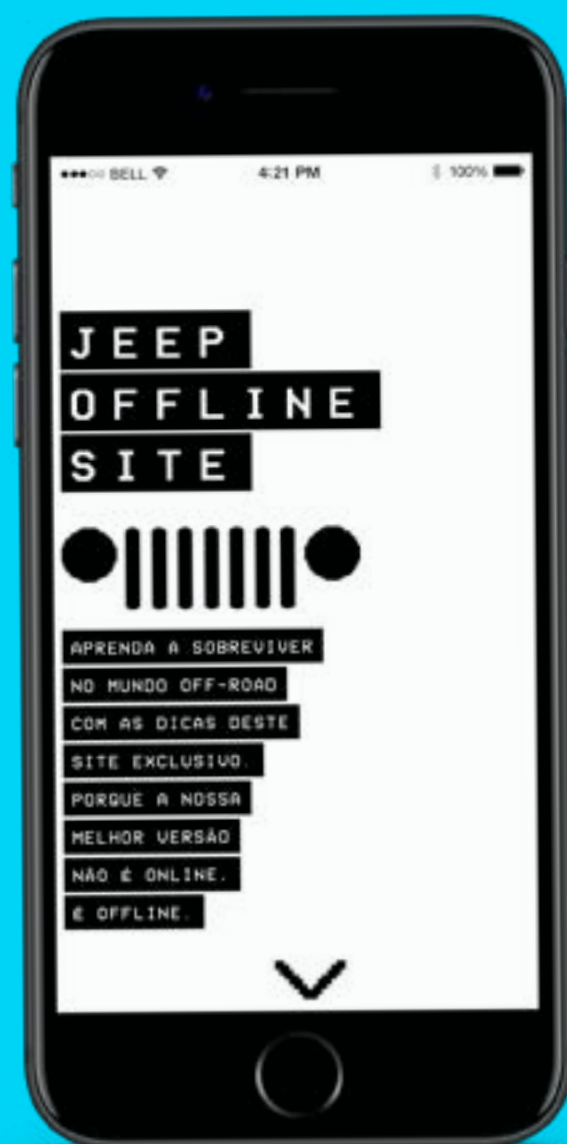 BELL 4:21 PM 100%
JEEP
OFFLINE
SITE
APRENDA A SOBREVIVER
NO MUNDO OFF-ROAD
COM AS DICAS DESTE
SITE EXCLUSIVO.
PORQUE A NOSSA
MELHOR VERSÃO
NÃO É ONLINE.
É OFFLINE.